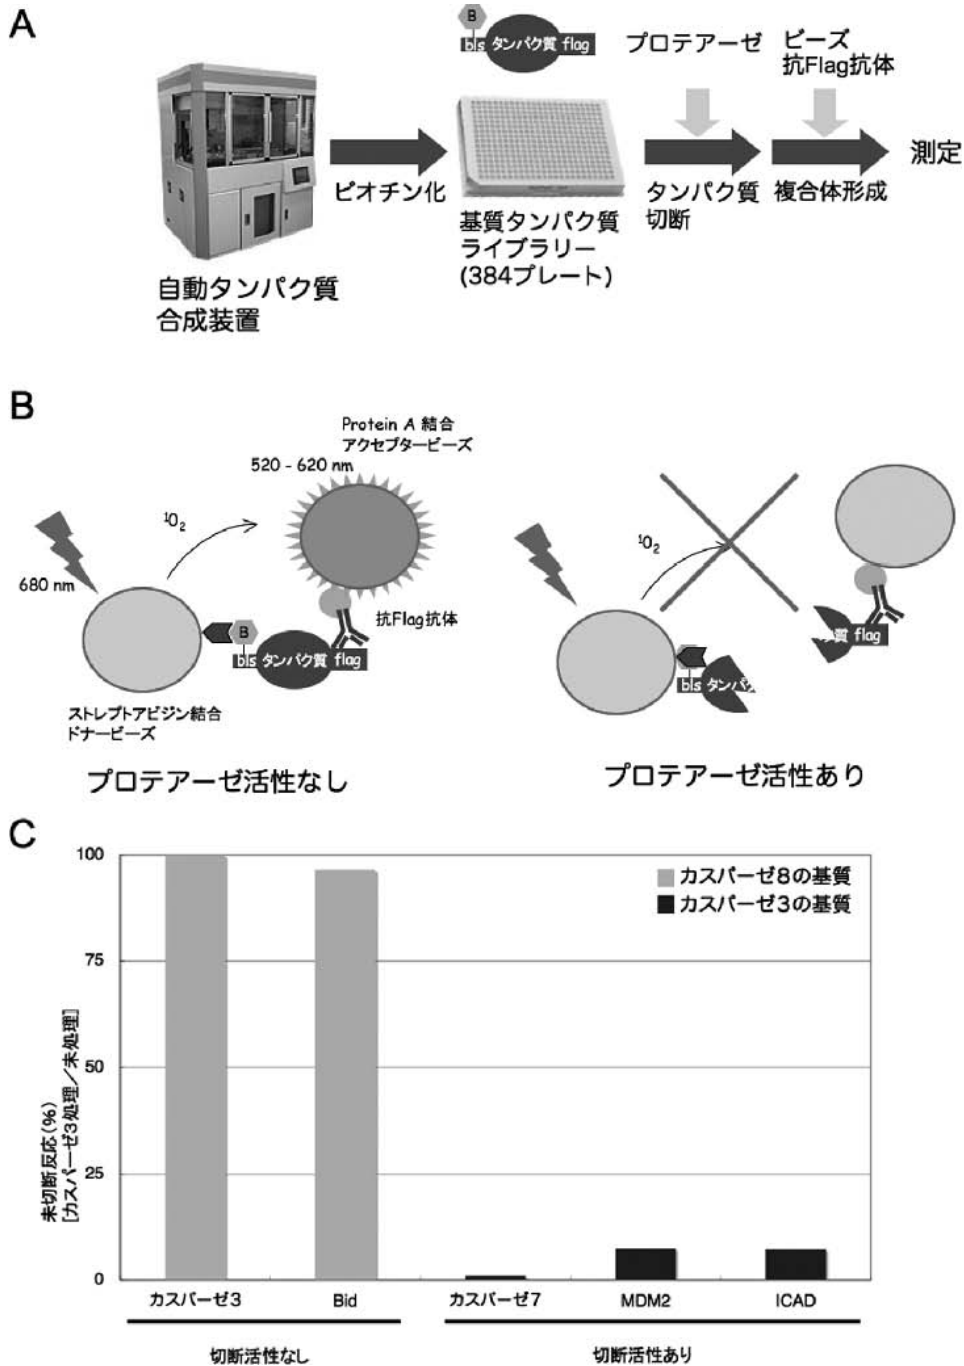 A
B
bls タンパク質 flag
プロテアーゼ
ビーズ
抗Flag抗体
ビオチン化
タンパク質
切断
複合体形成
測定
基質タンパク質
ライブラリー
(384プレート)
自動タンパク質
合成装置
B
Protein A 結合
アクセプタービーズ
520 - 620 nm
¹O₂
680 nm
抗Flag抗体
B
bls タンパク質 flag
ストレプトアビジン結合
ドナービーズ
プロテアーゼ活性なし
¹O₂
質 flag
bls タンパク
プロテアーゼ活性あり
C
未切断反応(%)
[カスパーゼ3処理/未処理]
100
75
50
25
0
カスパーゼ8の基質
カスパーゼ3の基質
カスパーゼ3
Bid
カスパーゼ7
MDM2
ICAD
切断活性なし
切断活性あり